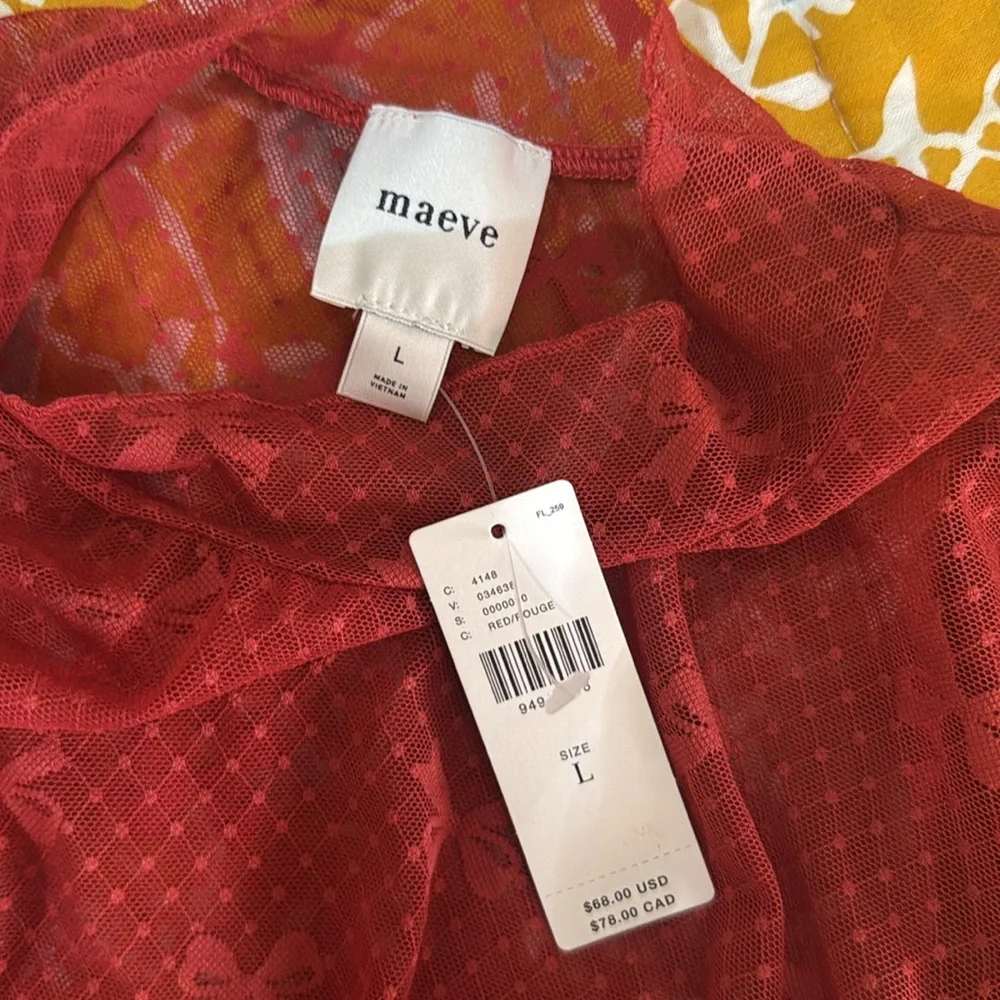 maeve
L
MADE IN
VIETNAM
FL_259
C: 4148
V:
S:
C: RED/ROUGE
SIZE
L
$68.00 USD
$78.00 CAD